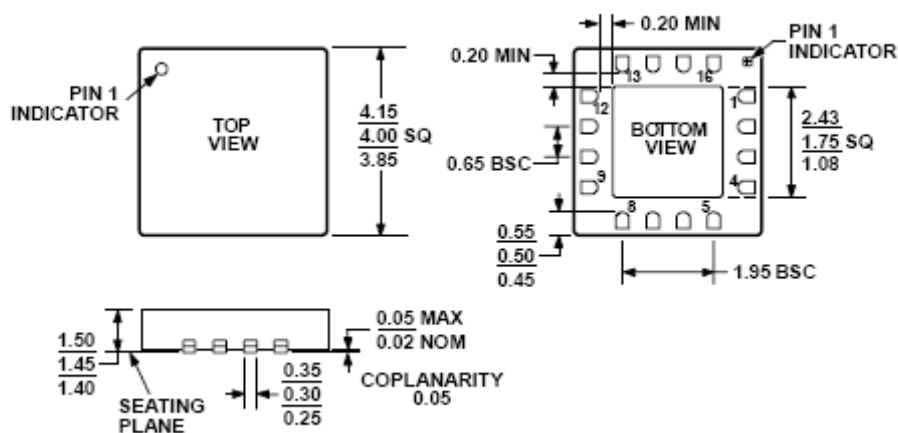 PIN 1
INDICATOR
TOP
VIEW
4.15
4.00 SQ
3.85
0.20 MIN
0.20 MIN
PIN 1
INDICATOR
13
16
12
1
BOTTOM
VIEW
0.65 BSC
9
4
8
5
2.43
1.75 SQ
1.08
0.55
0.50
0.45
1.95 BSC
1.50
1.45
1.40
SEATING
PLANE
0.35
0.30
0.25
0.05 MAX
0.02 NOM
COPLANARITY
0.05